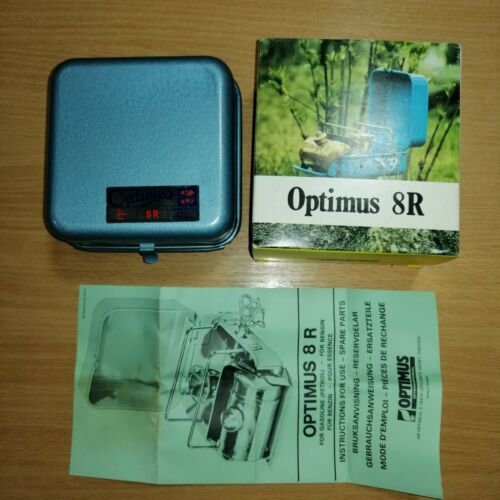 Optimus
8R
Optimus 8R
OPTIMUS 8 R
FOR GASOLINE (PETROL) – FÖR BENSIN
FÜR BENZIN – POUR ESSENCE
INSTRUCTIONS FOR USE – SPARE PARTS
BRUKSANVISNING – RESERVDELAR
GEBRAUCHSANWEISUNG – ERSATZTEILE
MODE D'EMPLOI – PIÈCES DE RECHANGE
OPTIMUS